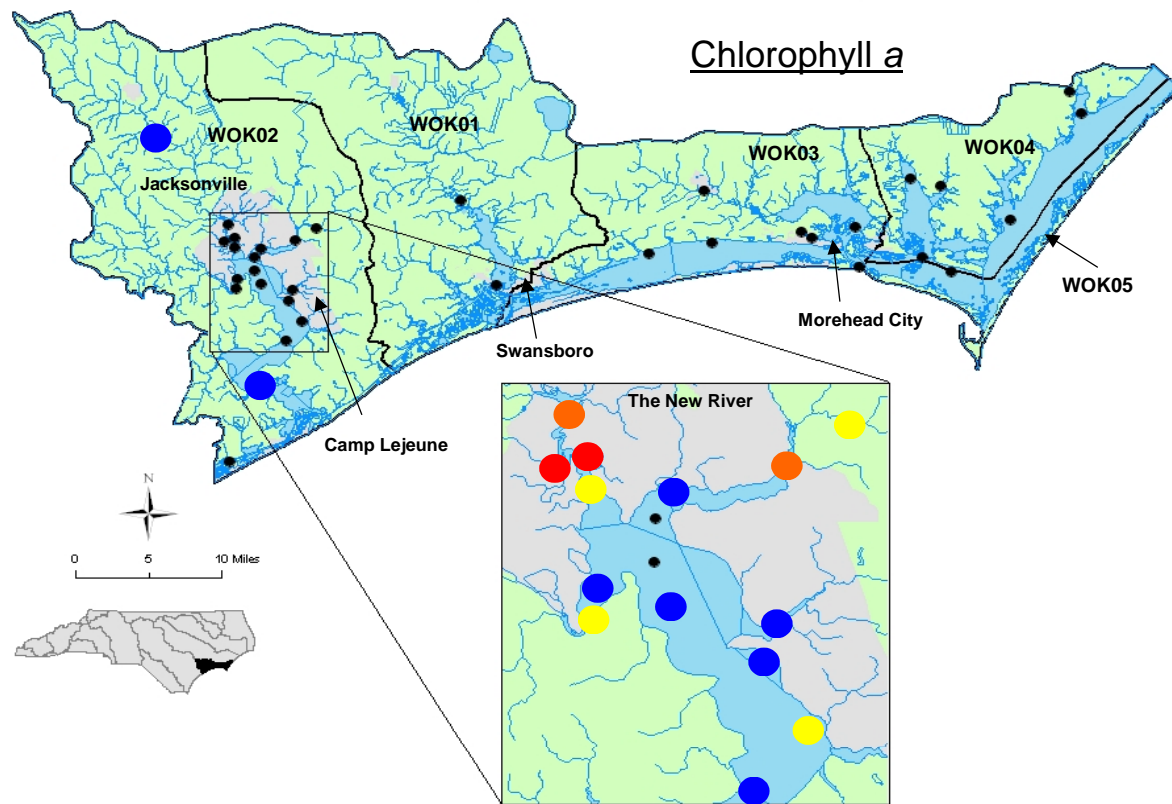 Chlorophyll a
WOK02
WOK01
WOK03
WOK04
WOK05
Jacksonville
Morehead City
Swansboro
Camp Lejeune
The New River
N
0 5 10 Miles